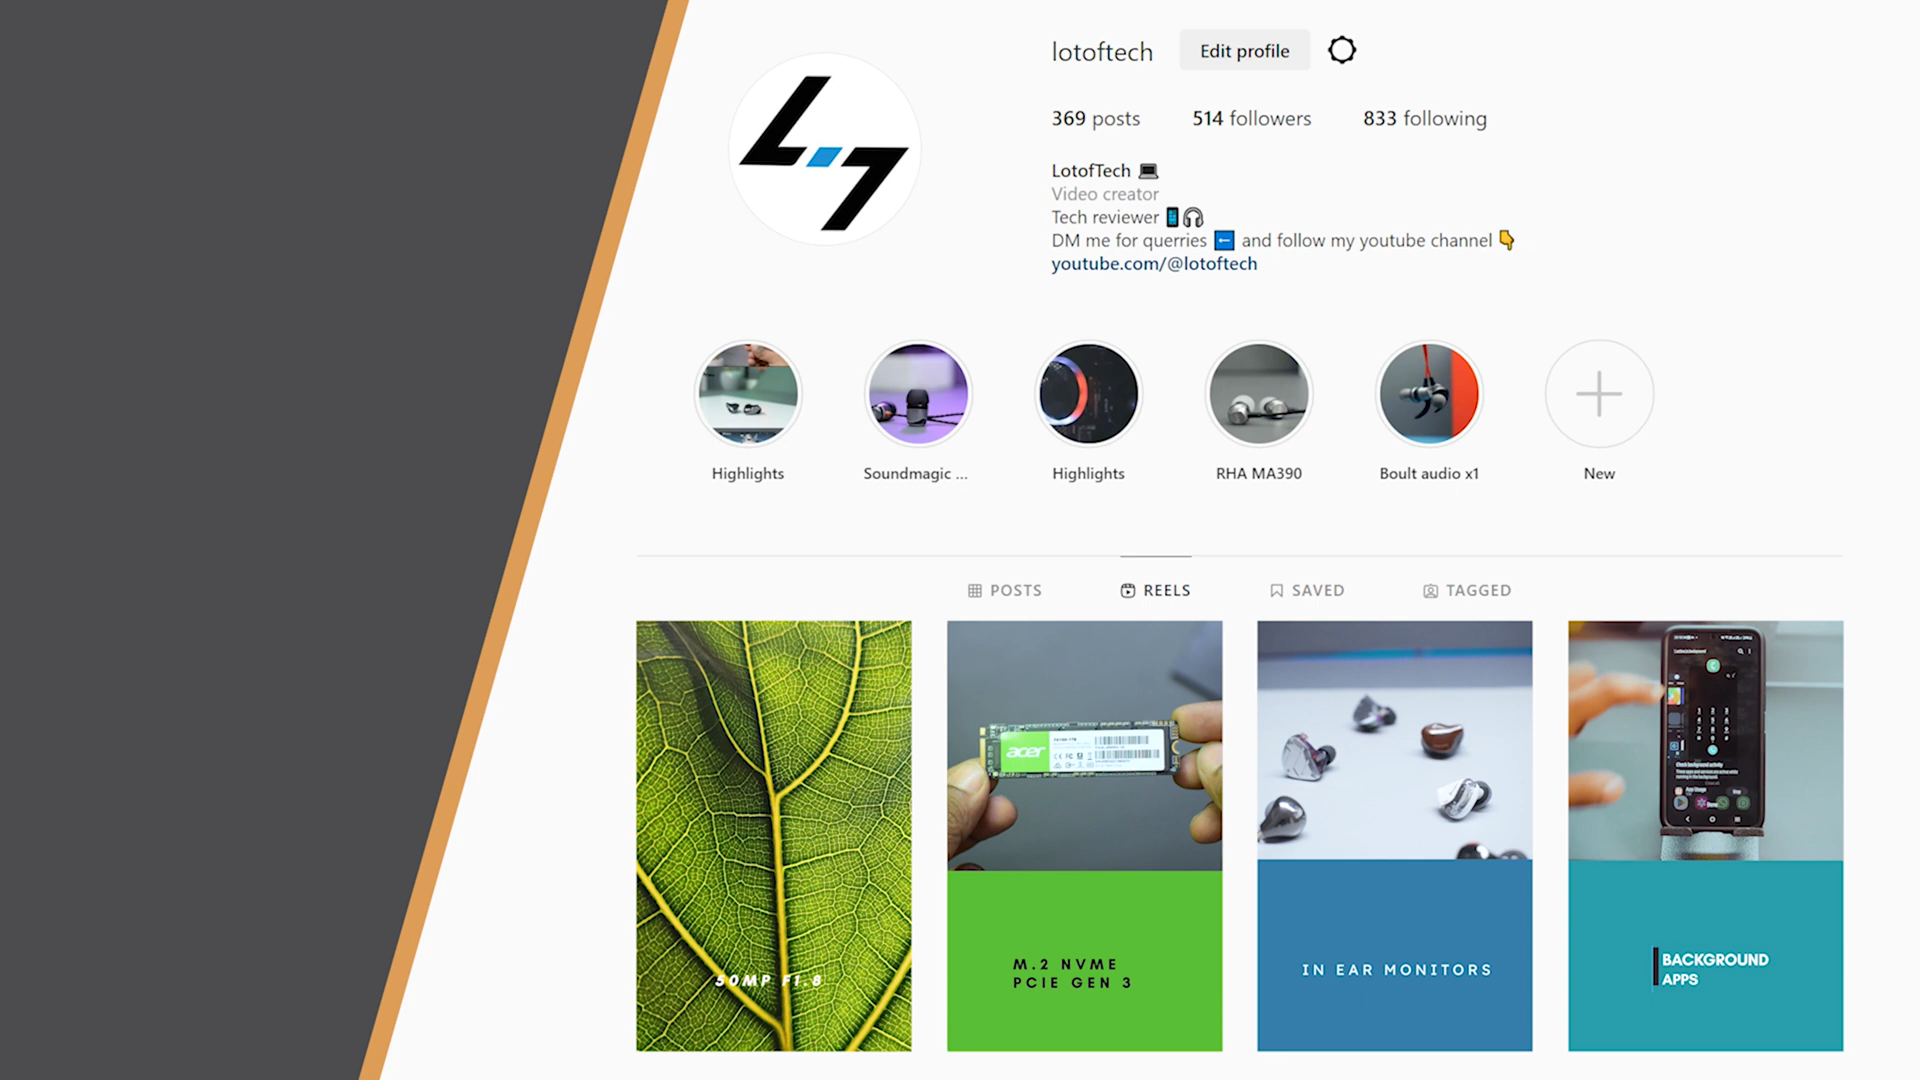 lotoftech Edit profile
369 posts 514 followers 833 following
LotofTech
Video creator
Tech reviewer
DM me for querries and follow my youtube channel
youtube.com/@lotoftech
Highlights Soundmagic ... Highlights RHA MA390 Boult audio x1 New
POSTS REELS SAVED TAGGED
50MP F1.8
acer
M.2 NVME
PCIE GEN 3
IN EAR MONITORS
BACKGROUND
APPS